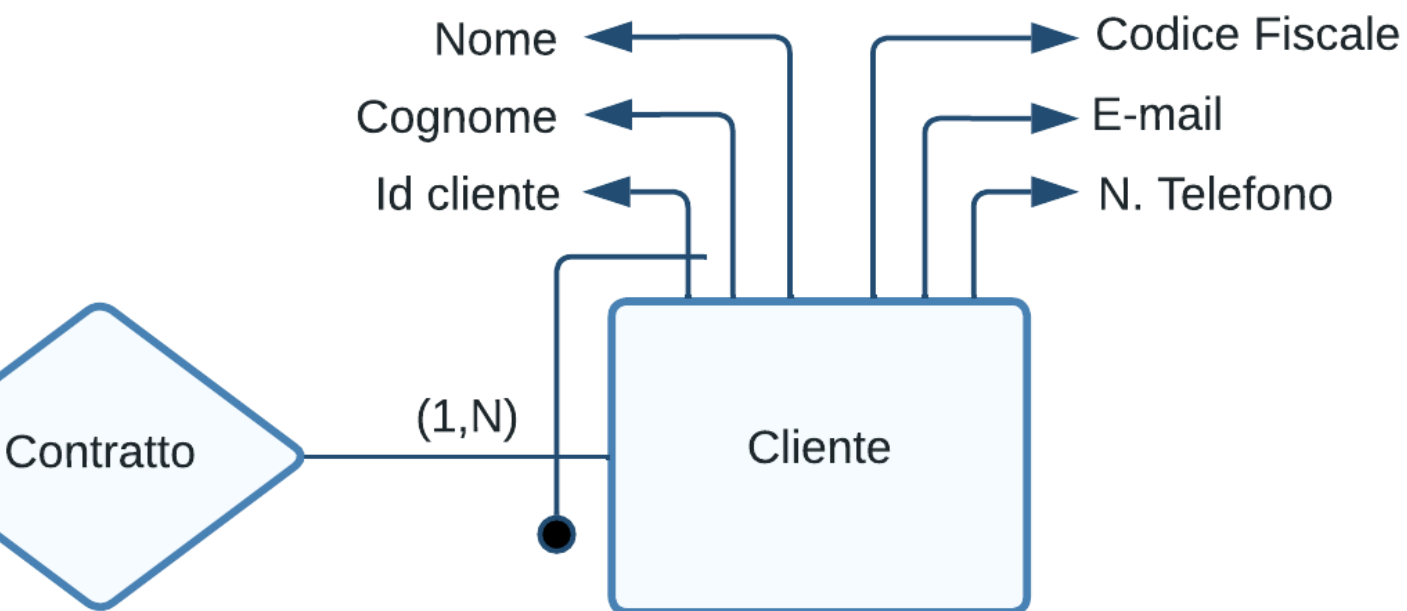 Nome
Codice Fiscale
Cognome
E-mail
Id cliente
N. Telefono
(1,N)
Contratto
Cliente